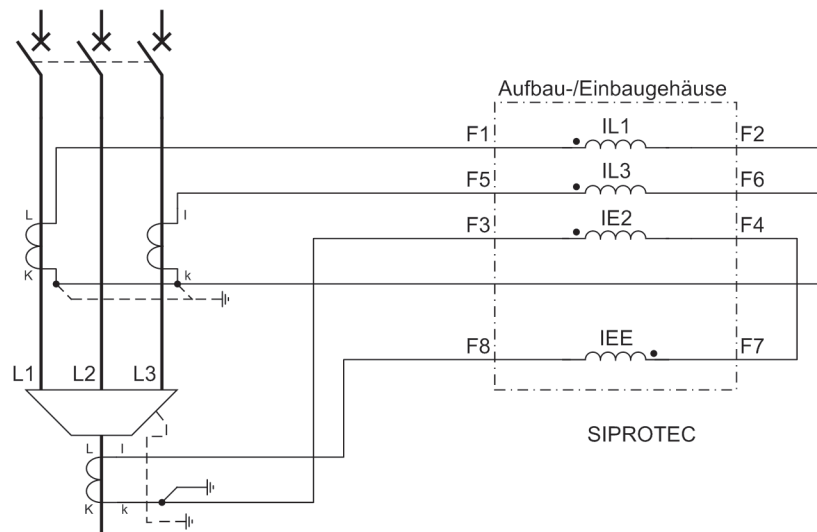 Aufbau-/Einbaugehäuse
F1 IL1 F2
F5 IL3 F6
L l
F3 IE2 F4
K k
F8 IEE F7
L1 L2 L3
SIPROTEC
L l
K k